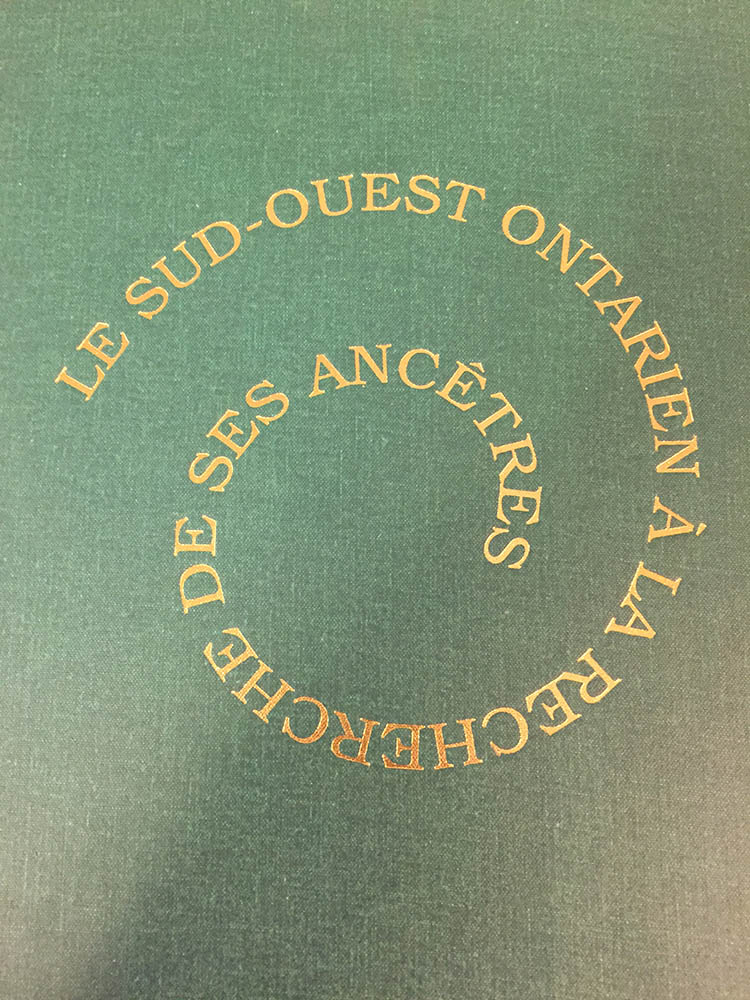 LE SUD-OUEST ONTARIEN À LA RECHERCHE DE SES ANCÊTRES